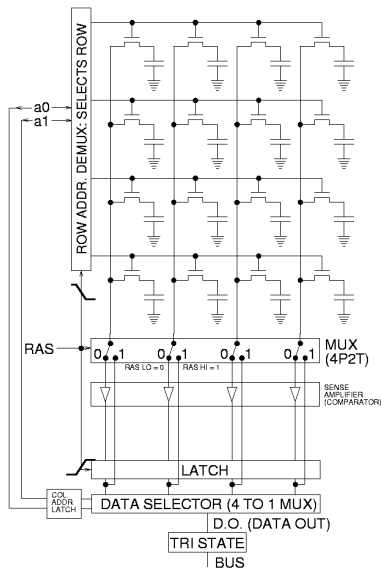 ROW ADDR. DEMUX: SELECTS ROW
a0
a1
RAS
0 1 0 1 0 1 0 1
MUX
(4P2T)
RAS LO = 0 RAS HI = 1
SENSE
AMPLIFIER
(COMPARATOR)
LATCH
COL.
ADDR.
LATCH
DATA SELECTOR (4 TO 1 MUX)
D.O. (DATA OUT)
TRI STATE
BUS